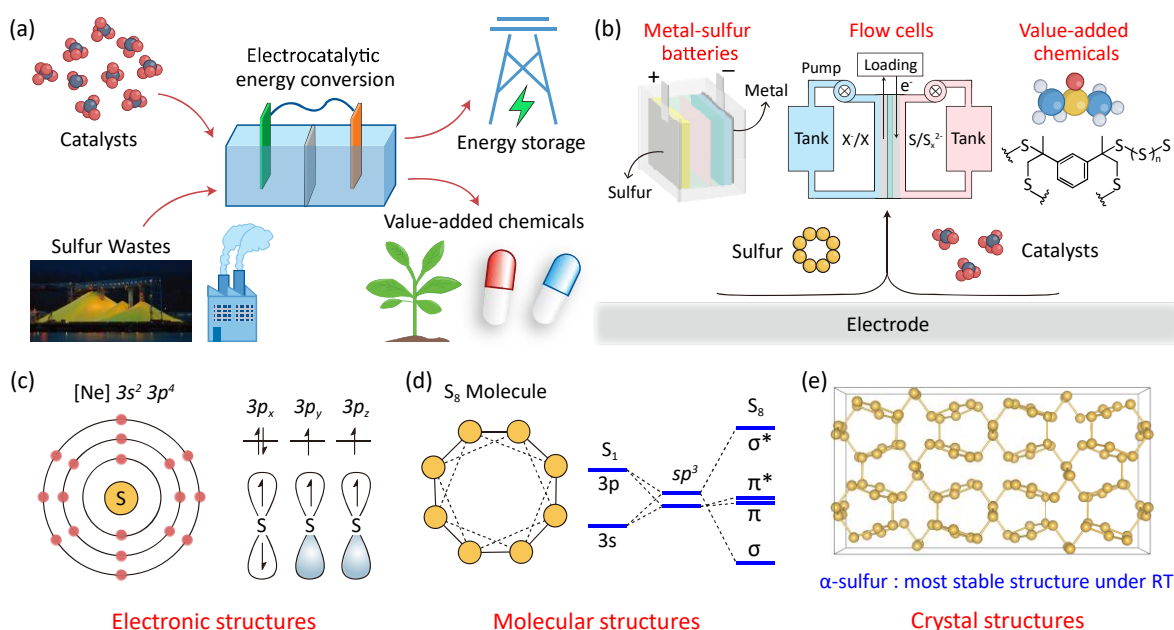 (a)
Catalysts
Electrocatalytic
energy conversion
Energy storage
Sulfur Wastes
Value-added chemicals
(b)
Metal-sulfur
batteries
Flow cells
Value-added
chemicals
+
−
Metal
Sulfur
Pump
Loading
e⁻
Tank
X⁻/X
S/Sₓ²⁻
Tank
S
S
(S)ₙ
S
S
S
Sulfur
Catalysts
Electrode
(c)
[Ne] 3s² 3p⁴
S
3pₓ
3pᵧ
3p_z
S
S
S
Electronic structures
(d)
S₈ Molecule
S₁
3p
3s
sp³
S₈
σ*
π*
π
σ
Molecular structures
(e)
α-sulfur : most stable structure under RT
Crystal structures